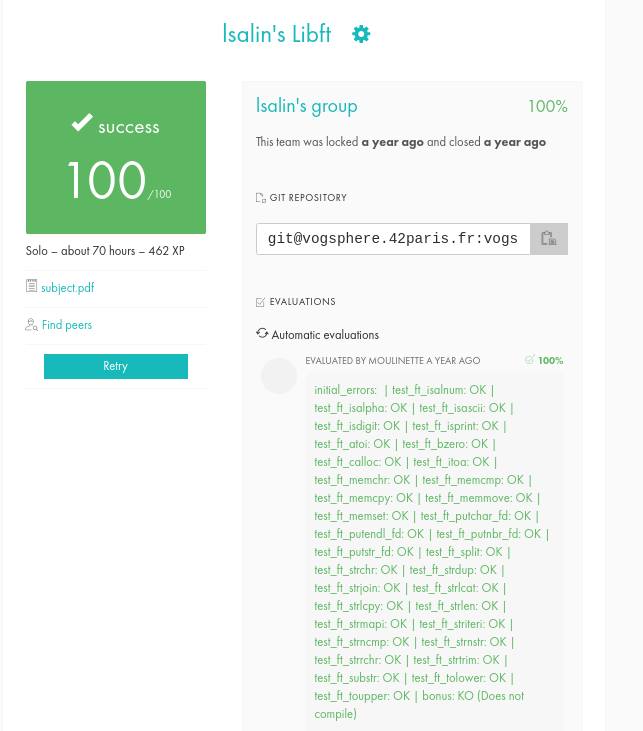 lsalin's Libft
success
100/100
Solo – about 70 hours – 462 XP
subject.pdf
Find peers
Retry
lsalin's group
100%
This team was locked a year ago and closed a year ago
GIT REPOSITORY
git@vogsphere.42paris.fr:vogs
EVALUATIONS
Automatic evaluations
EVALUATED BY MOULINETTE A YEAR AGO
100%
initial_errors: | test_ft_isalnum: OK |
test_ft_isalpha: OK | test_ft_isascii: OK |
test_ft_isdigit: OK | test_ft_isprint: OK |
test_ft_atoi: OK | test_ft_bzero: OK |
test_ft_calloc: OK | test_ft_itoa: OK |
test_ft_memchr: OK | test_ft_memcmp: OK |
test_ft_memcpy: OK | test_ft_memmove: OK |
test_ft_memset: OK | test_ft_putchar_fd: OK |
test_ft_putendl_fd: OK | test_ft_putnbr_fd: OK |
test_ft_putstr_fd: OK | test_ft_split: OK |
test_ft_strchr: OK | test_ft_strdup: OK |
test_ft_strjoin: OK | test_ft_strlcat: OK |
test_ft_strlcpy: OK | test_ft_strlen: OK |
test_ft_strmapi: OK | test_ft_striteri: OK |
test_ft_strncmp: OK | test_ft_strnstr: OK |
test_ft_strrchr: OK | test_ft_strtrim: OK |
test_ft_substr: OK | test_ft_tolower: OK |
test_ft_toupper: OK | bonus: KO (Does not
compile)